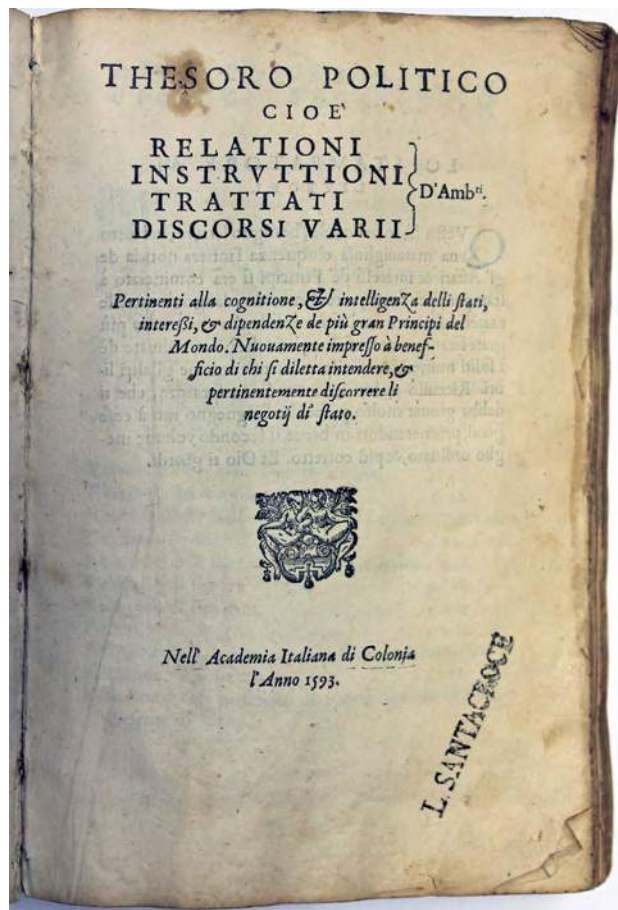 THESORO POLITICO
CIOE'
RELATIONI
INSTRVTTIONI
TRATTATI
DISCORSI VARII
D'Amb.ri
Pertinenti alla cognitione, & intelligenza delli ſtati,
intereßi, & dipendenze de più gran Principi del
Mondo. Nuouamente impreſſo à bene-
ficio di chi ſi diletta intendere, &
pertinentemente diſcorrere li
negotij di ſtato.
Nell' Academia Italiana di Colonia
l'Anno 1593.
L. SANTACROCE